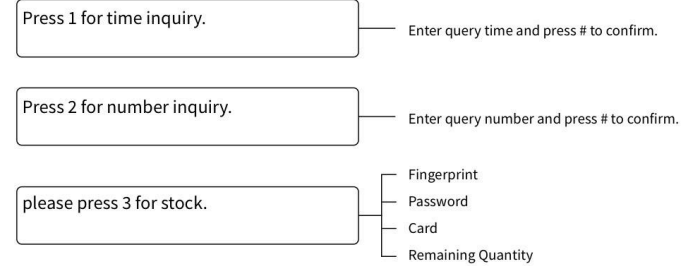 Press 1 for time inquiry.
Enter query time and press # to confirm.
Press 2 for number inquiry.
Enter query number and press # to confirm.
please press 3 for stock.
Fingerprint
Password
Card
Remaining Quantity